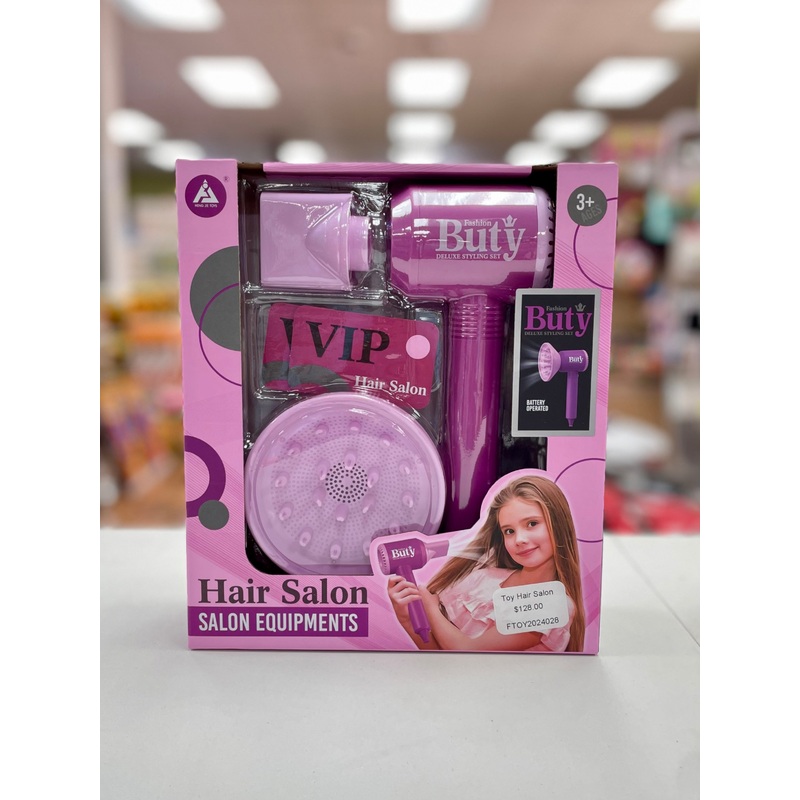 3+
AGES
Fashion
Buty
DELUXE STYLING SET
Fashion
Buty
DELUXE STYLING SET
Buty
BATTERY
OPERATED
VIP
Hair Salon
Buty
Hair Salon
SALON EQUIPMENTS
Toy Hair Salon
$128.00
FTOY2024026